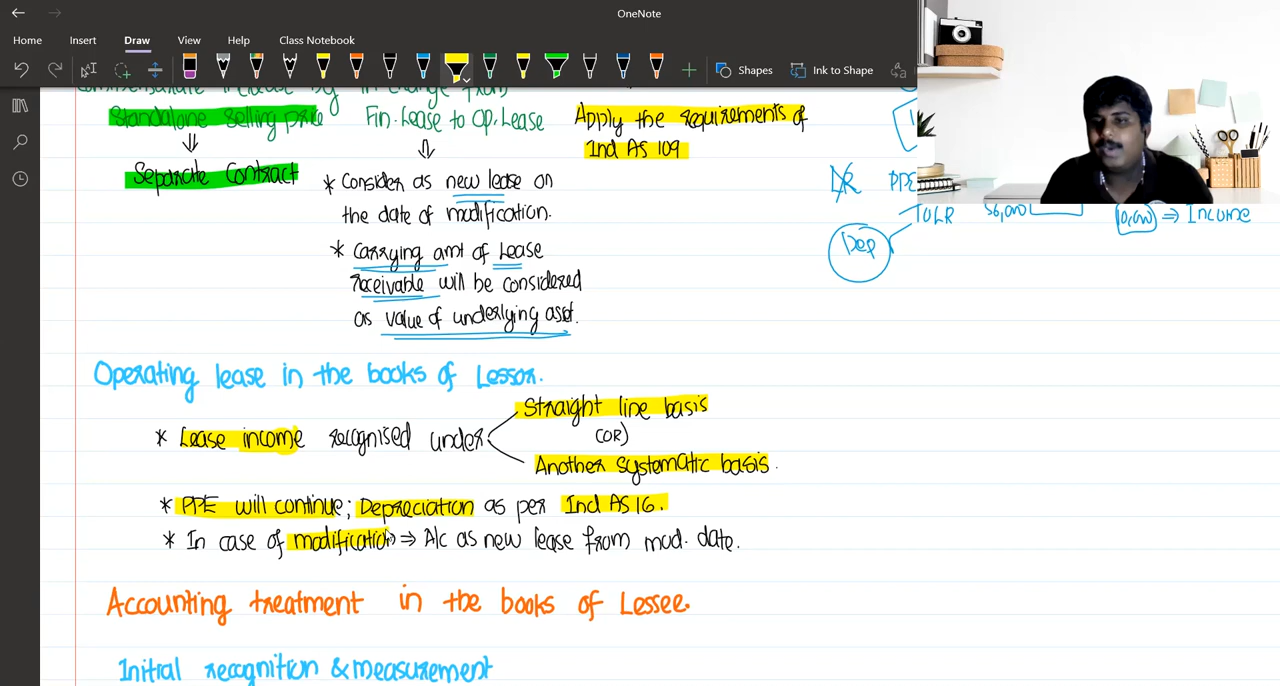 OneNote
Home Insert Draw View Help Class Notebook
Shapes Ink to Shape
Standalone selling price
Fin. Lease to Op. Lease
Apply the requirements of
Ind AS 109
Separate Contract
* Consider as new lease on
the date of modification.
* Carrying amt of Lease
receivable will be considered
as value of underlying asset.
DR
Dep
56,000
10,000 ⇒ Income
Operating lease in the books of Lessor.
* Lease income recognised under
Straight line basis
(OR)
Another systematic basis.
* PPE will continue; Depreciation as per Ind AS 16.
* In case of modification ⇒ A/c as new lease from mod. date.
Accounting treatment in the books of Lessee.
Initial recognition & measurement